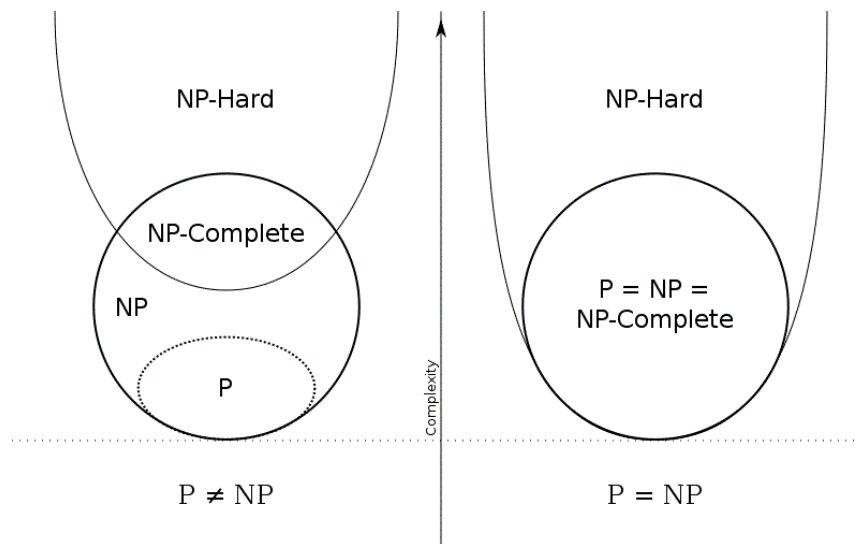 NP-Hard
NP-Complete
NP
P
P ≠ NP
Complexity
NP-Hard
P = NP =
NP-Complete
P = NP